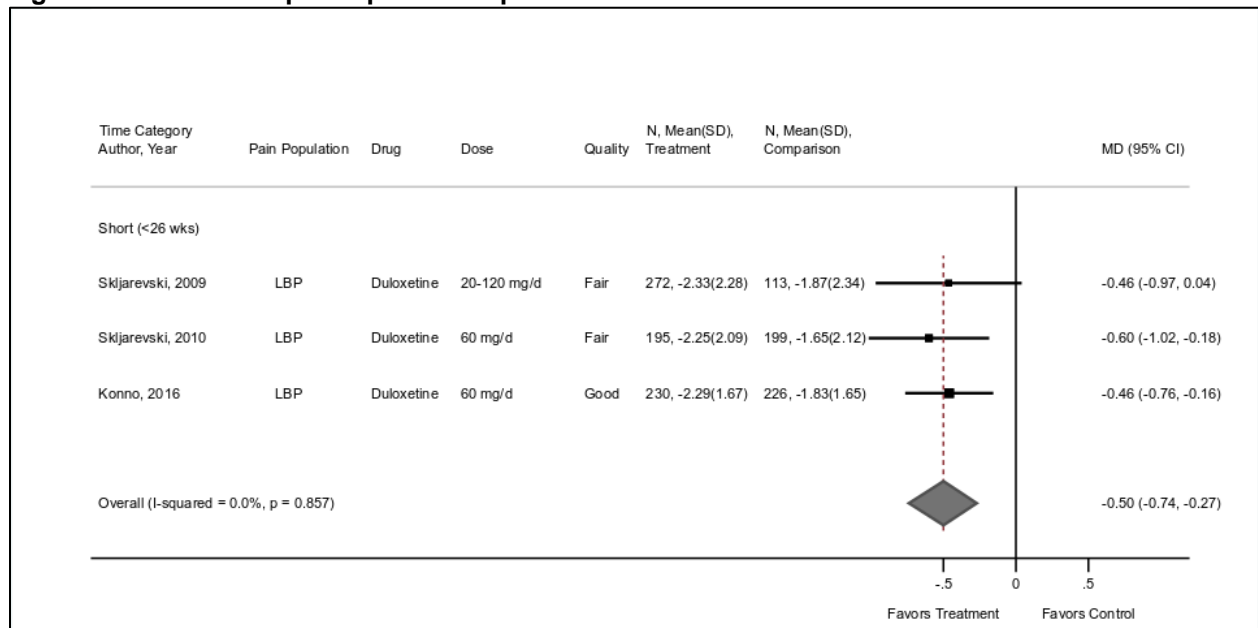 Time Category
Author, Year Pain Population Drug Dose Quality N, Mean(SD), Treatment N, Mean(SD), Comparison MD (95% CI)
Short (<26 wks)
Skljarevski, 2009 LBP Duloxetine 20-120 mg/d Fair 272, -2.33(2.28) 113, -1.87(2.34) -0.46 (-0.97, 0.04)
Skljarevski, 2010 LBP Duloxetine 60 mg/d Fair 195, -2.25(2.09) 199, -1.65(2.12) -0.60 (-1.02, -0.18)
Konno, 2016 LBP Duloxetine 60 mg/d Good 230, -2.29(1.67) 226, -1.83(1.65) -0.46 (-0.76, -0.16)
Overall (I-squared = 0.0%, p = 0.857) -0.50 (-0.74, -0.27)
-.5 0 .5
Favors Treatment Favors Control